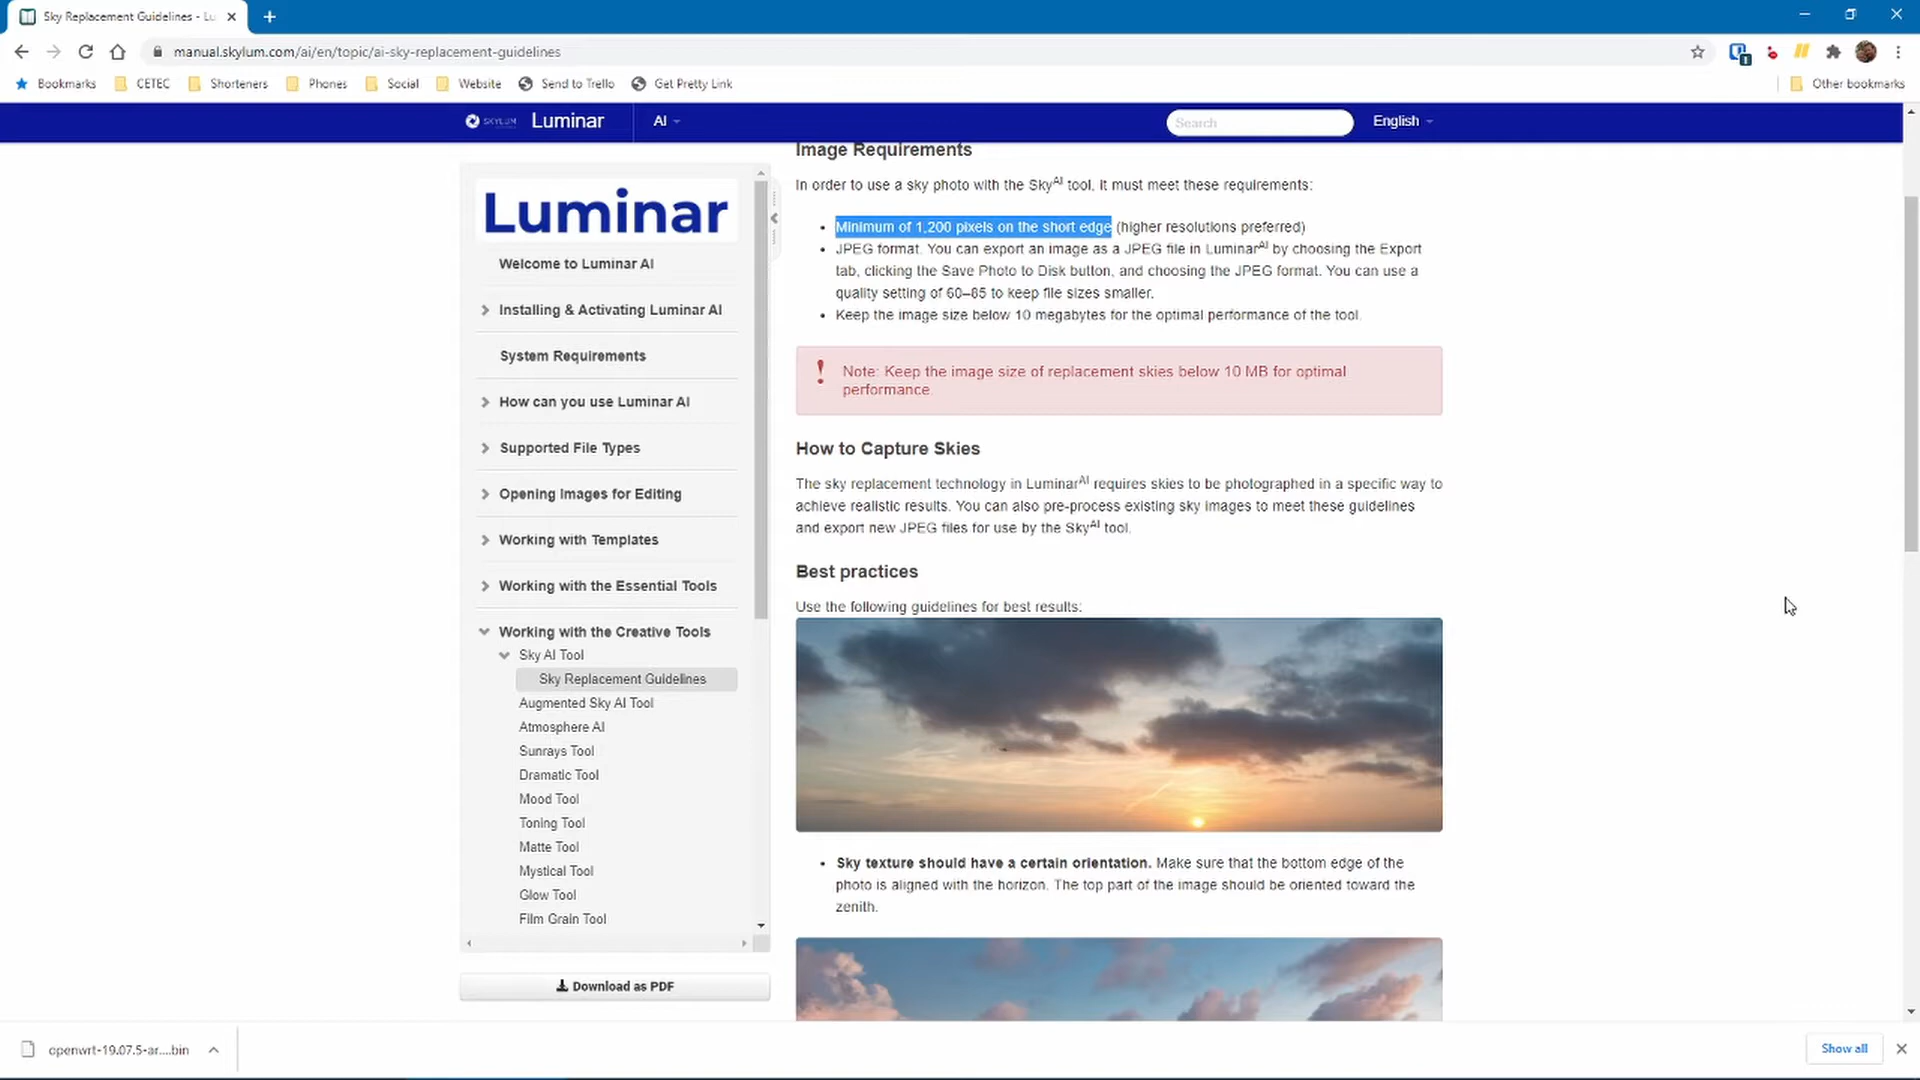 Sky Replacement Guidelines - Lu
manual.skylum.com/ai/en/topic/ai-sky-replacement-guidelines
Bookmarks CETEC Shorteners Phones Social Website Send to Trello Get Pretty Link Other bookmarks
SKYLUM Luminar AI Search English
Luminar
Welcome to Luminar AI
Installing & Activating Luminar AI
System Requirements
How can you use Luminar AI
Supported File Types
Opening Images for Editing
Working with Templates
Working with the Essential Tools
Working with the Creative Tools
Sky AI Tool
Sky Replacement Guidelines
Augmented Sky AI Tool
Atmosphere AI
Sunrays Tool
Dramatic Tool
Mood Tool
Toning Tool
Matte Tool
Mystical Tool
Glow Tool
Film Grain Tool
Download as PDF
Image Requirements
In order to use a sky photo with the SkyAI tool, it must meet these requirements:
• Minimum of 1,200 pixels on the short edge (higher resolutions preferred)
• JPEG format. You can export an image as a JPEG file in LuminarAI by choosing the Export
tab, clicking the Save Photo to Disk button, and choosing the JPEG format. You can use a
quality setting of 60–85 to keep file sizes smaller.
• Keep the image size below 10 megabytes for the optimal performance of the tool.
! Note: Keep the image size of replacement skies below 10 MB for optimal
performance.
How to Capture Skies
The sky replacement technology in LuminarAI requires skies to be photographed in a specific way to
achieve realistic results. You can also pre-process existing sky images to meet these guidelines
and export new JPEG files for use by the SkyAI tool.
Best practices
Use the following guidelines for best results:
• Sky texture should have a certain orientation. Make sure that the bottom edge of the
photo is aligned with the horizon. The top part of the image should be oriented toward the
zenith.
openwrt-19.07.5-ar....bin
Show all